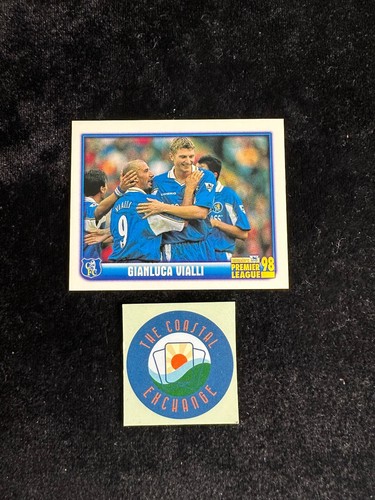 VIALLI
9
GIANLUCA VIALLI
PREMIER
LEAGUE
98
THE COASTAL
EXCHANGE